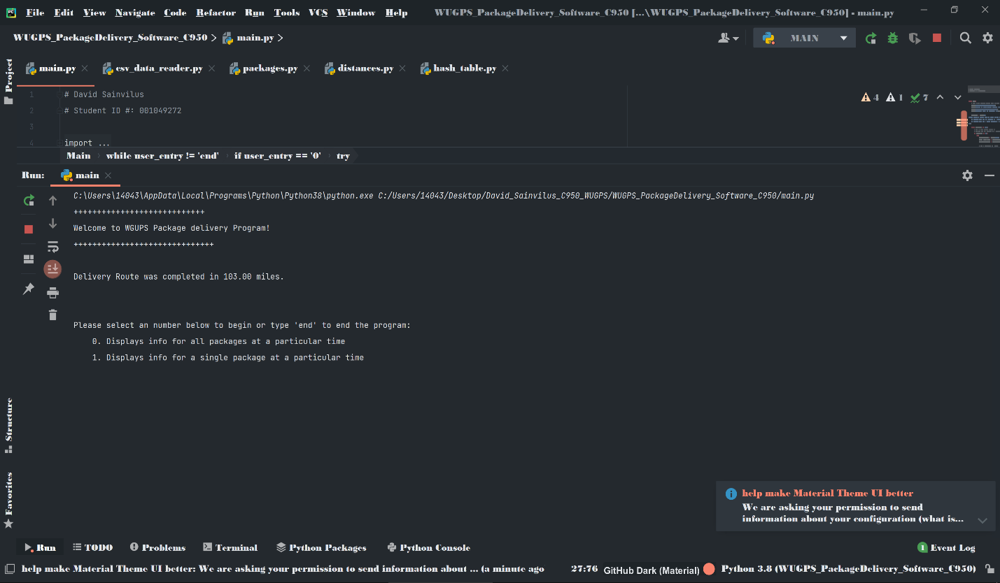 File Edit View Navigate Code Refactor Run Tools VCS Window Help WUGPS_PackageDelivery_Software_C950 [...\WUGPS_PackageDelivery_Software_C950] - main.py
WUGPS_PackageDelivery_Software_C950 main.py MAIN
Project
main.py csv_data_reader.py packages.py distances.py hash_table.py
1 # David Sainvilus
4 1 7
2 # Student ID #: 001049272
3
4 import ...
Main while user_entry != 'end' if user_entry == '0' try
Run: main
C:\Users\14043\AppData\Local\Programs\Python\Python38\python.exe C:/Users/14043/Desktop/David_Sainvilus_C950_WUGPS/WUGPS_PackageDelivery_Software_C950/main.py
++++++++++++++++++++++++++++
Welcome to WGUPS Package delivery Program!
++++++++++++++++++++++++++++++
Delivery Route was completed in 103.00 miles.
Please select an number below to begin or type 'end' to end the program:
0. Displays info for all packages at a particular time
1. Displays info for a single package at a particular time
Structure
Favorites
help make Material Theme UI better
We are asking your permission to send
information about your configuration (what is...
Run TODO Problems Terminal Python Packages Python Console 1 Event Log
help make Material Theme UI better: We are asking your permission to send information about ... (a minute ago 27:76 GitHub Dark (Material) Python 3.8 (WUGPS_PackageDelivery_Software_C950)